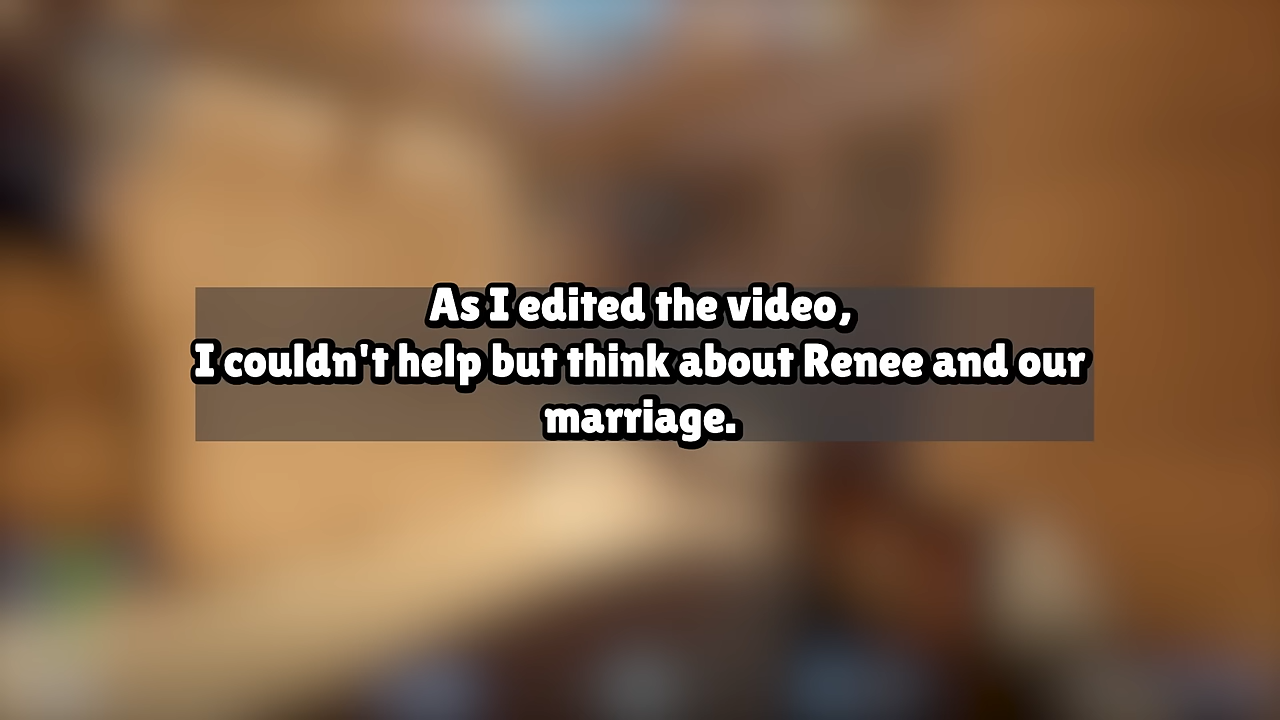 As I edited the video,
I couldn't help but think about Renee and our
marriage.